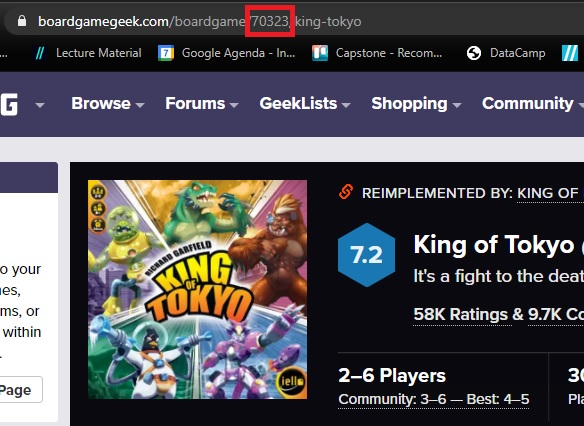 boardgamegeek.com/boardgame/70323/king-tokyo
... Lecture Material Google Agenda - In... Capstone - Recom... DataCamp
G Browse Forums GeekLists Shopping Community
REIMPLEMENTED BY: KING OF
RICHARD GARFIELD
KING
OF
TOKYO
iello
7.2
King of Tokyo (
It's a fight to the deat
58K Ratings & 9.7K Co
2–6 Players
Community: 3–6 — Best: 4–5
30
Pla
o your
nes,
ms, or
within
.
Page